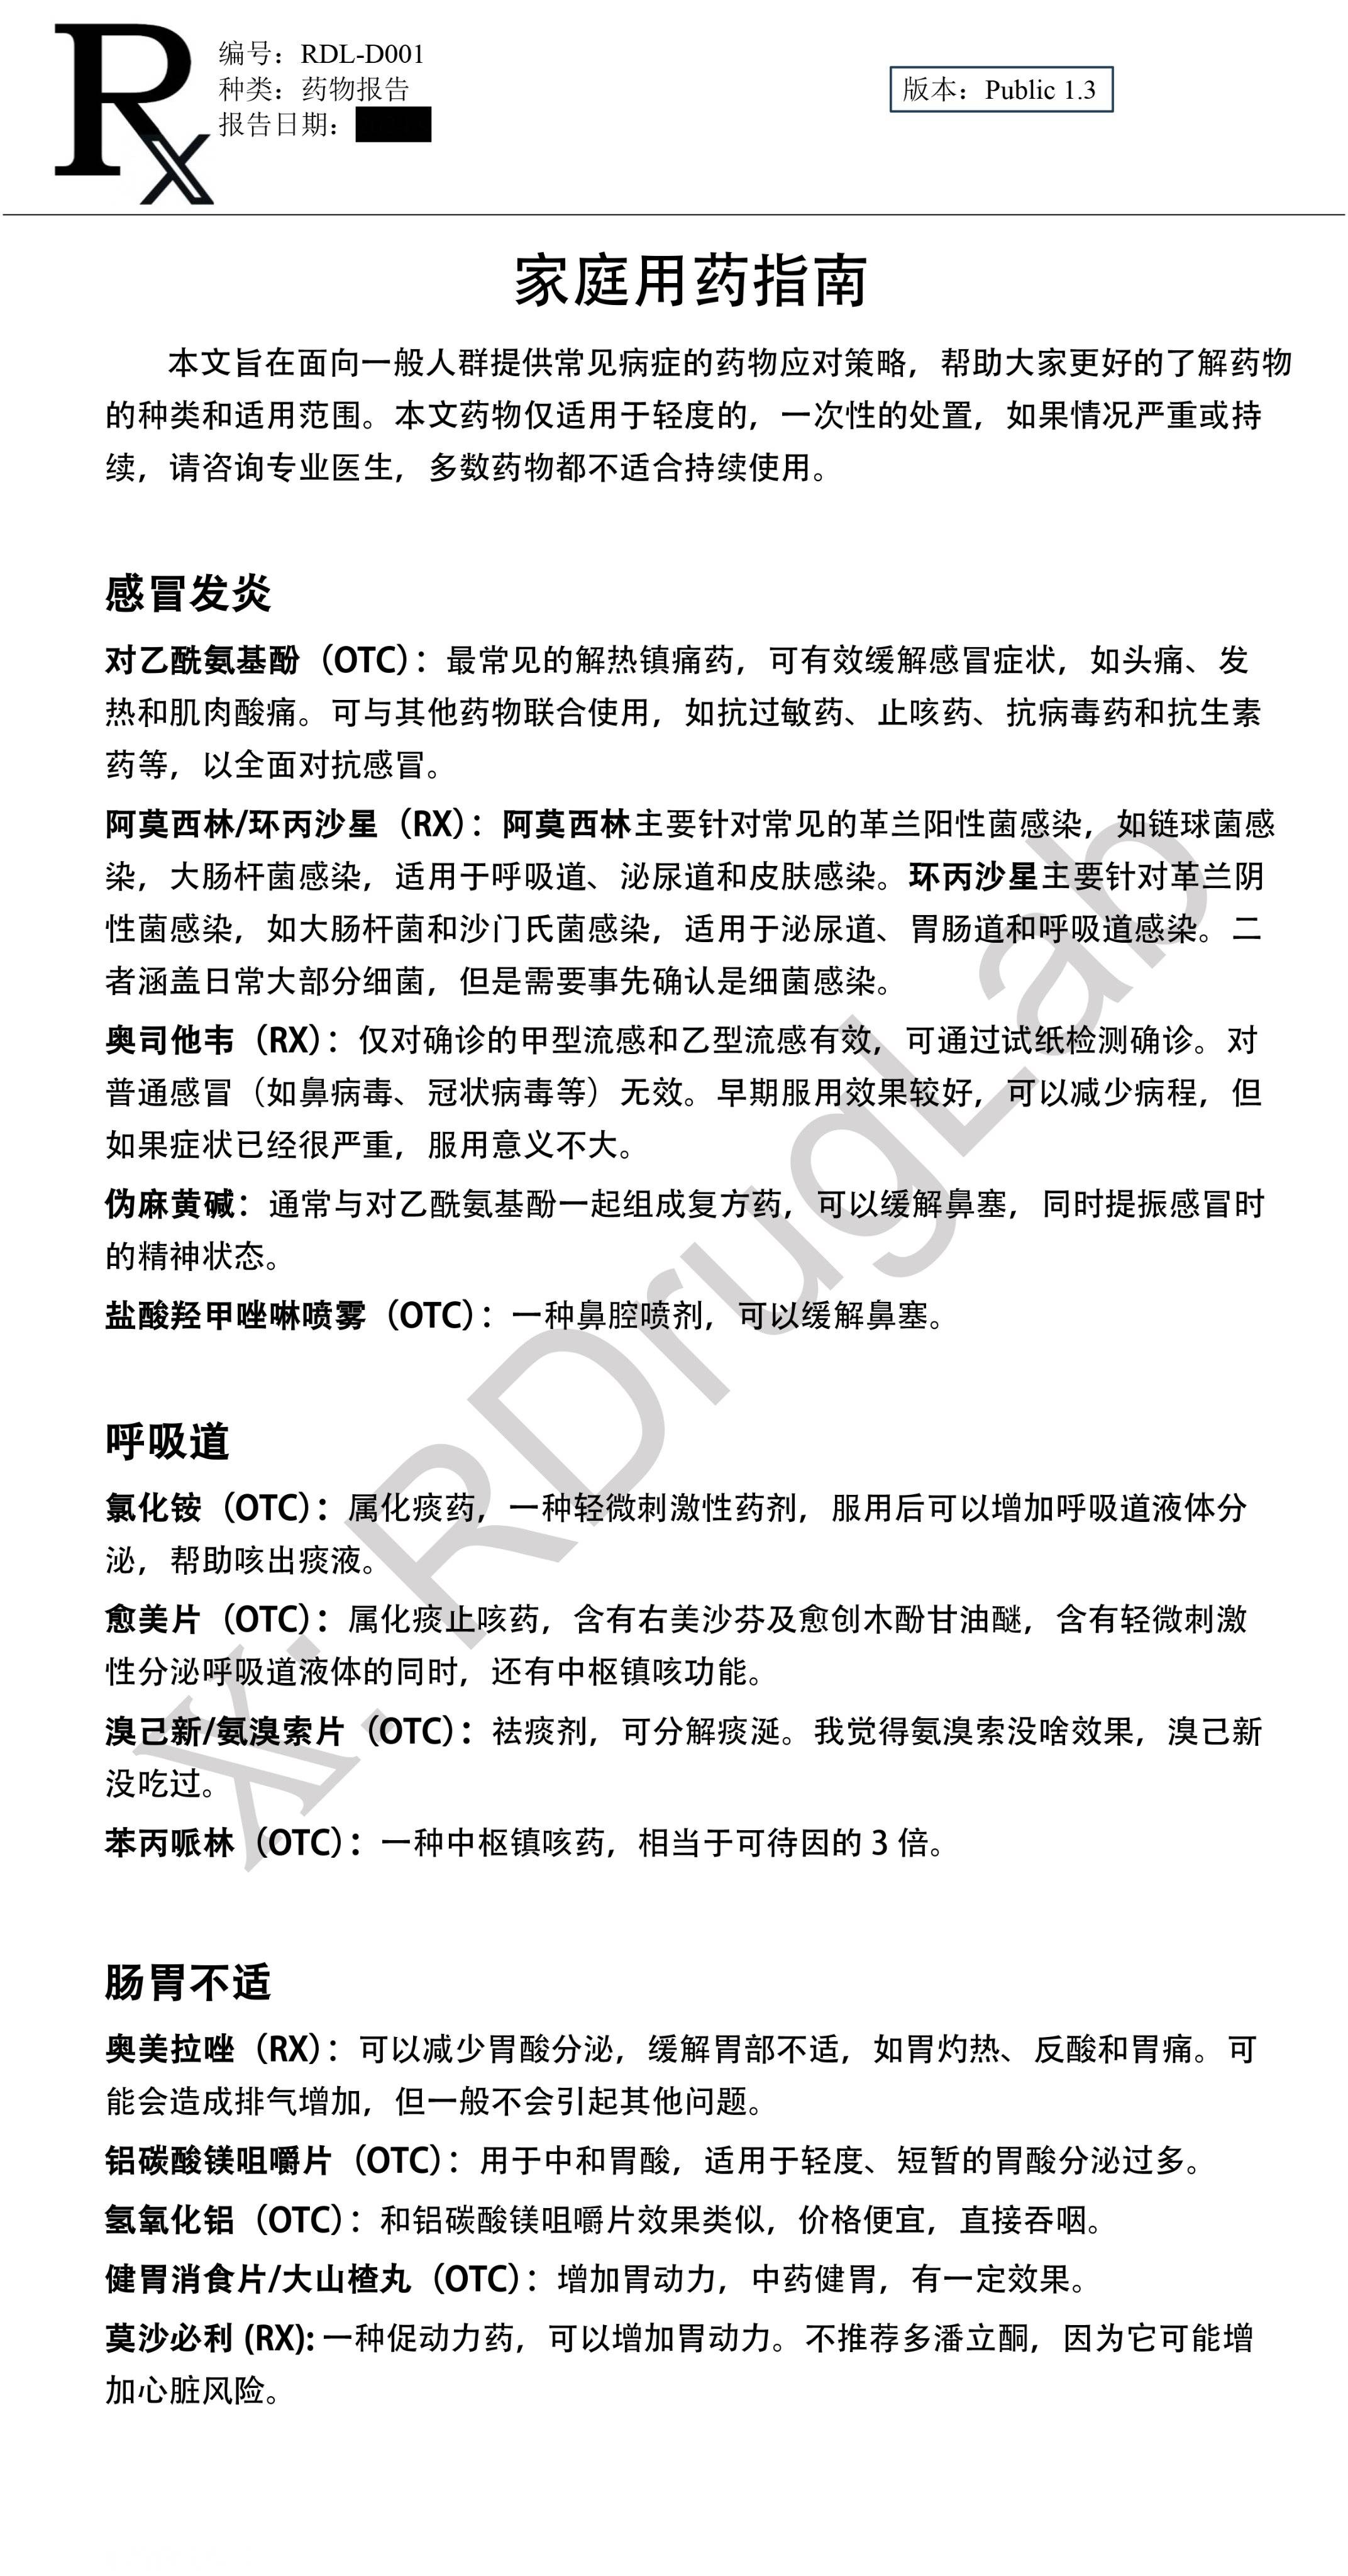 Rx
编号：RDL-D001
种类：药物报告
报告日期：
版本：Public 1.3
家庭用药指南
本文旨在面向一般人群提供常见病症的药物应对策略，帮助大家更好的了解药物
的种类和适用范围。本文药物仅适用于轻度的，一次性的处置，如果情况严重或持
续，请咨询专业医生，多数药物都不适合持续使用。
感冒发炎
对乙酰氨基酚（OTC）：最常见的解热镇痛药，可有效缓解感冒症状，如头痛、发
热和肌肉酸痛。可与其他药物联合使用，如抗过敏药、止咳药、抗病毒药和抗生素
药等，以全面对抗感冒。
阿莫西林/环丙沙星（RX）：阿莫西林主要针对常见的革兰阳性菌感染，如链球菌感
染，大肠杆菌感染，适用于呼吸道、泌尿道和皮肤感染。环丙沙星主要针对革兰阴
性菌感染，如大肠杆菌和沙门氏菌感染，适用于泌尿道、胃肠道和呼吸道感染。二
者涵盖日常大部分细菌，但是需要事先确认是细菌感染。
奥司他韦（RX）：仅对确诊的甲型流感和乙型流感有效，可通过试纸检测确诊。对
普通感冒（如鼻病毒、冠状病毒等）无效。早期服用效果较好，可以减少病程，但
如果症状已经很严重，服用意义不大。
伪麻黄碱：通常与对乙酰氨基酚一起组成复方药，可以缓解鼻塞，同时提振感冒时
的精神状态。
盐酸羟甲唑啉喷雾（OTC）：一种鼻腔喷剂，可以缓解鼻塞。
呼吸道
氯化铵（OTC）：属化痰药，一种轻微刺激性药剂，服用后可以增加呼吸道液体分
泌，帮助咳出痰液。
愈美片（OTC）：属化痰止咳药，含有右美沙芬及愈创木酚甘油醚，含有轻微刺激
性分泌呼吸道液体的同时，还有中枢镇咳功能。
溴己新/氨溴索片（OTC）：祛痰剂，可分解痰涎。我觉得氨溴索没啥效果，溴己新
没吃过。
苯丙哌林（OTC）：一种中枢镇咳药，相当于可待因的 3 倍。
肠胃不适
奥美拉唑（RX）：可以减少胃酸分泌，缓解胃部不适，如胃灼热、反酸和胃痛。可
能会造成排气增加，但一般不会引起其他问题。
铝碳酸镁咀嚼片（OTC）：用于中和胃酸，适用于轻度、短暂的胃酸分泌过多。
氢氧化铝（OTC）：和铝碳酸镁咀嚼片效果类似，价格便宜，直接吞咽。
健胃消食片/大山楂丸（OTC）：增加胃动力，中药健胃，有一定效果。
莫沙必利 (RX): 一种促动力药，可以增加胃动力。不推荐多潘立酮，因为它可能增
加心脏风险。
X: RDrugLab